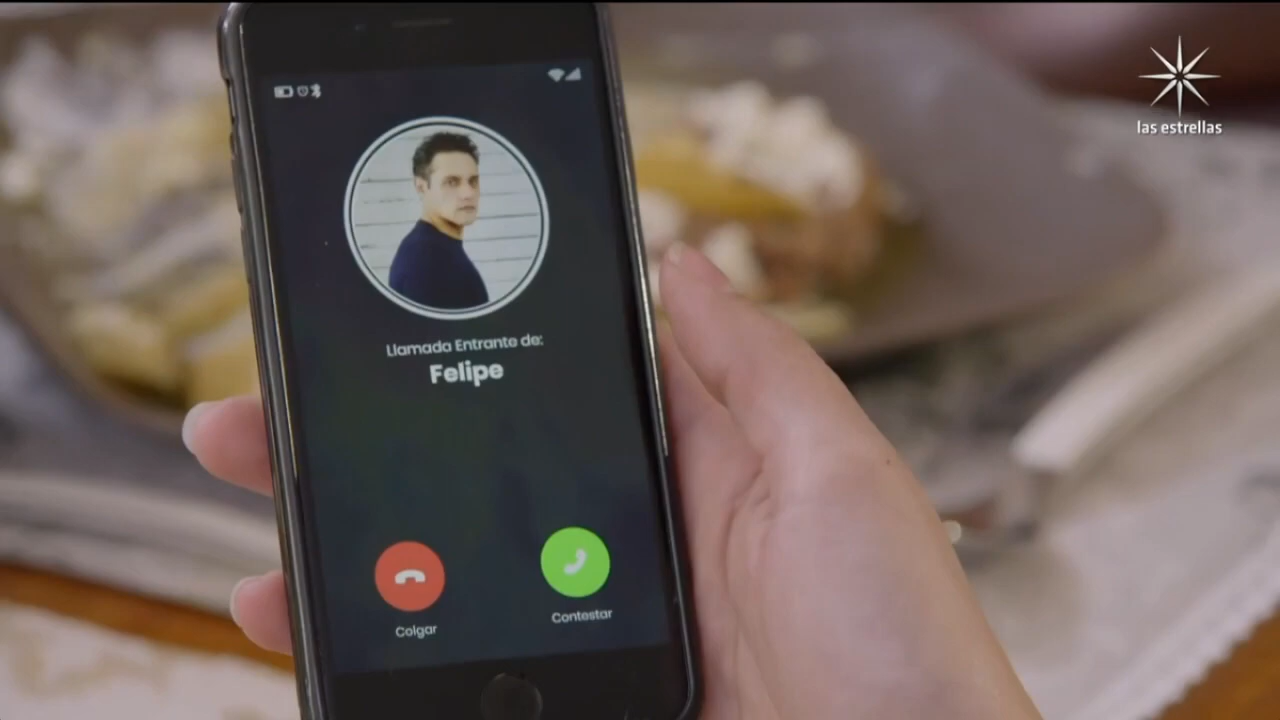 las estrellas
Llamada Entrante de:
Felipe
Colgar
Contestar